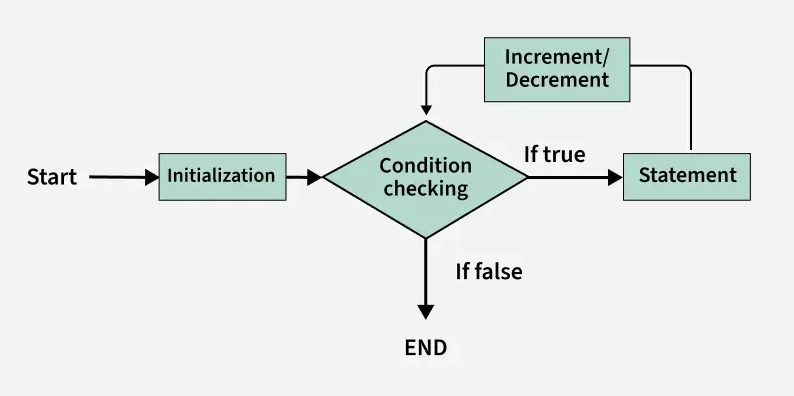 Increment/
Decrement
Start
Initialization
Condition
checking
If true
Statement
If false
END